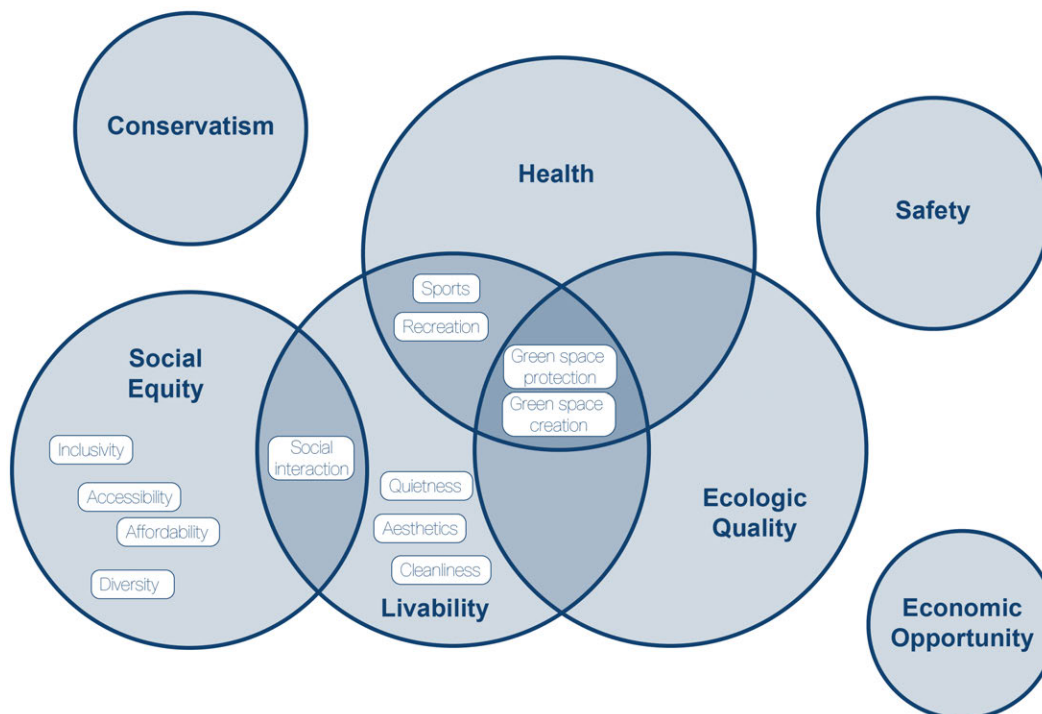 Conservatism
Health
Safety
Sports
Recreation
Social
Equity
Green space
protection
Green space
creation
Inclusivity
Social
interaction
Accessibility
Affordability
Diversity
Quietness
Aesthetics
Cleanliness
Livability
Ecologic
Quality
Economic
Opportunity